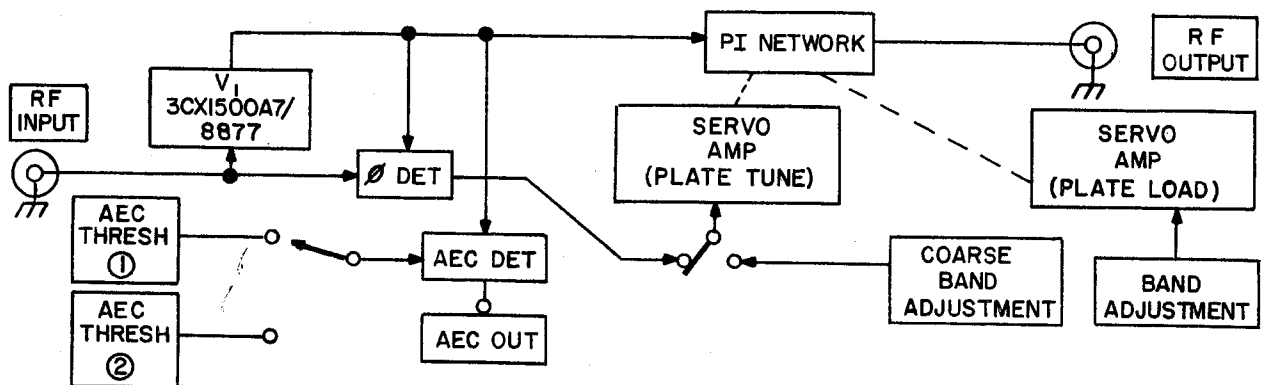 RF
INPUT
V1
3CX1500A7/
8877
PI NETWORK
RF
OUTPUT
SERVO
AMP
(PLATE TUNE)
SERVO
AMP
(PLATE LOAD)
Ø DET
AEC
THRESH
①
AEC DET
COARSE
BAND
ADJUSTMENT
BAND
ADJUSTMENT
AEC
THRESH
②
AEC OUT